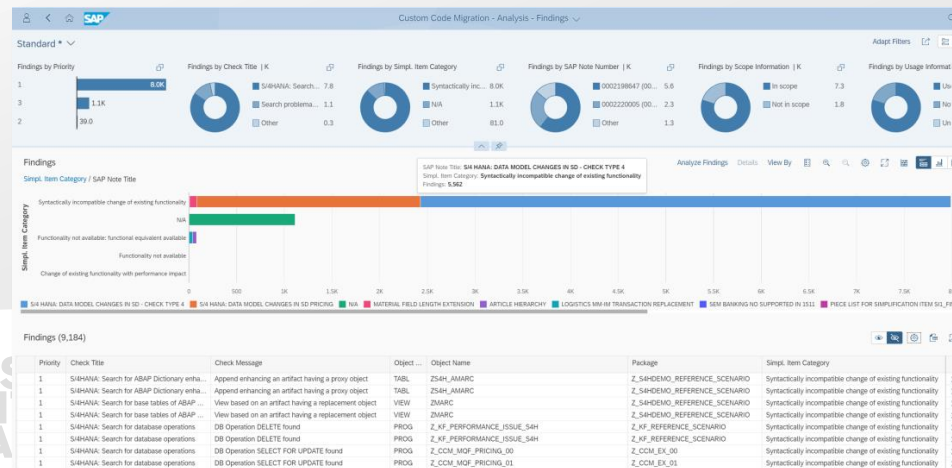 SAP
Custom Code Migration - Analysis - Findings
Standard *
Adapt Filters
Findings by Priority
1 8.0K
3 1.1K
2 39.0
Findings by Check Title | K
S/4HANA: Search... 7.8
Search problema... 1.1
Other 0.3
Findings by Simpl. Item Category
Syntactically inc... 8.0K
N/A 1.1K
Other 81.0
Findings by SAP Note Number | K
0002198647 (00... 5.6
0002220005 (00... 2.3
Other 1.3
Findings by Scope Information | K
In scope 7.3
Not in scope 1.8
Findings by Usage Informat
Us
No
Un
Findings
Simpl. Item Category / SAP Note Title
SAP Note Title: S/4 HANA: DATA MODEL CHANGES IN SD - CHECK TYPE 4
Simpl. Item Category: Syntactically incompatible change of existing functionality
Findings: 5,562
Analyze Findings Details View By
Simpl. Item Category
Syntactically incompatible change of existing functionality
N/A
Functionality not available; functional equivalent available
Functionality not available
Change of existing functionality with performance impact
0 500 1K 1.5K 2K 2.5K 3K 3.5K 4K 4.5K 5K 5.5K 6K 6.5K 7K 7.5K 8
S/4 HANA: DATA MODEL CHANGES IN SD - CHECK TYPE 4 S/4 HANA: DATA MODEL CHANGES IN SD PRICING N/A MATERIAL FIELD LENGTH EXTENSION ARTICLE HIERARCHY LOGISTICS MM-IM TRANSACTION REPLACEMENT SEM BANKING NO SUPPORTED IN 1511 PIECE LIST FOR SIMPLIFICATION ITEM
Findings (9,184)
Priority Check Title Check Message Object ... Object Name Package Simpl. Item Category
1 S/4HANA: Search for ABAP Dictionary enha... Append enhancing an artifact having a proxy object TABL ZS4H_AMARC Z_S4HDEMO_REFERENCE_SCENARIO Syntactically incompatible change of existing functionality
1 S/4HANA: Search for ABAP Dictionary enha... Append enhancing an artifact having a proxy object TABL ZS4H_AMARC Z_S4HDEMO_REFERENCE_SCENARIO Syntactically incompatible change of existing functionality
1 S/4HANA: Search for base tables of ABAP ... View based on an artifact having a replacement object VIEW ZMARC Z_S4HDEMO_REFERENCE_SCENARIO Syntactically incompatible change of existing functionality
1 S/4HANA: Search for base tables of ABAP ... View based on an artifact having a replacement object VIEW ZMARC Z_S4HDEMO_REFERENCE_SCENARIO Syntactically incompatible change of existing functionality
1 S/4HANA: Search for database operations DB Operation DELETE found PROG Z_KF_PERFORMANCE_ISSUE_S4H Z_KF_REFERENCE_SCENARIO Syntactically incompatible change of existing functionality
1 S/4HANA: Search for database operations DB Operation DELETE found PROG Z_KF_PERFORMANCE_ISSUE_S4H Z_KF_REFERENCE_SCENARIO Syntactically incompatible change of existing functionality
1 S/4HANA: Search for database operations DB Operation SELECT FOR UPDATE found PROG Z_CCM_MQF_PRICING_00 Z_CCM_EX_00 Syntactically incompatible change of existing functionality
1 S/4HANA: Search for database operations DB Operation SELECT FOR UPDATE found PROG Z_CCM_MQF_PRICING_01 Z_CCM_EX_01 Syntactically incompatible change of existing functionality